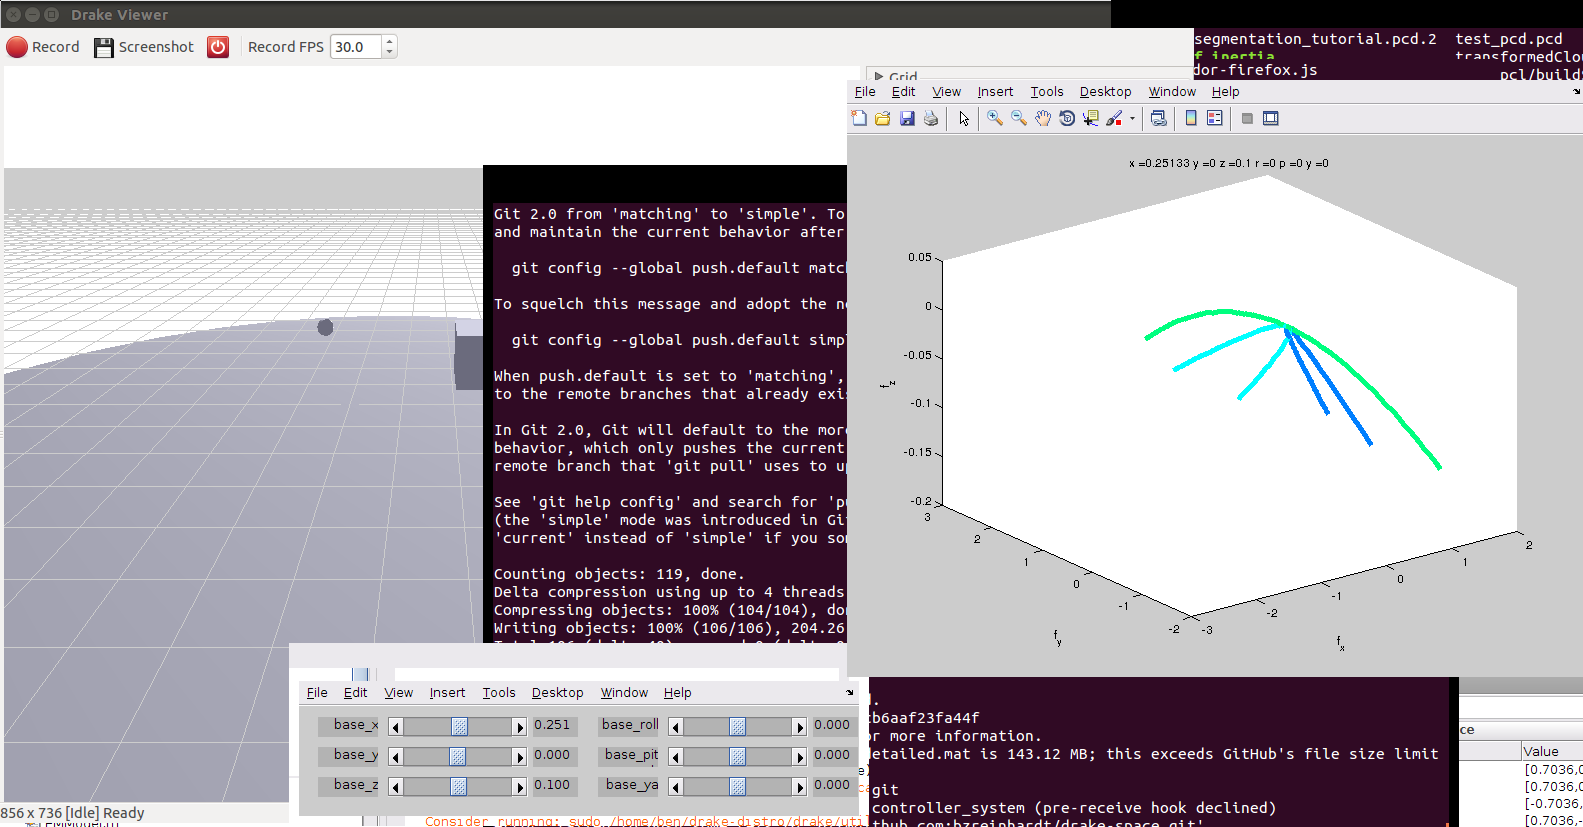 Drake Viewer
Record
Screenshot
Record FPS
30.0
Grid
segmentation_tutorial.pcd.2 test_pcd.pcd
f_inertia
transformedClou
dor-firefox.js
pcl/build
File Edit View Insert Tools Desktop Window Help
x =0.25133 y =0 z =0.1 r =0 p =0 y =0
0.05
0
-0.05
-0.1
-0.15
-0.2
f_z
3
2
1
0
-1
-2
f_y
-3
-2
-1
0
1
2
f_x
Git 2.0 from 'matching' to 'simple'. To
and maintain the current behavior after
git config --global push.default matc
To squelch this message and adopt the n
git config --global push.default simpl
When push.default is set to 'matching',
to the remote branches that already exi
In Git 2.0, Git will default to the mor
behavior, which only pushes the current
remote branch that 'git pull' uses to u
See 'git help config' and search for 'p
(the 'simple' mode was introduced in Gi
'current' instead of 'simple' if you so
Counting objects: 119, done.
Delta compression using up to 4 threads
Compressing objects: 100% (104/104), do
Writing objects: 100% (106/106), 204.26
File Edit View Insert Tools Desktop Window Help
base_x 0.251 base_roll 0.000
base_y 0.000 base_pit 0.000
base_z 0.100 base_ya 0.000
b6aaf23fa44f
or more information.
detailed.mat is 143.12 MB; this exceeds GitHub's file size limit
git
controller_system (pre-receive hook declined)
thub.com:bzreinhardt/drake-space.git'
ce
Value
[0.7036,0
[0.7036,0
[-0.7036,
[0.7036,-
856 x 736 [Idle] Ready
Consider running: sudo /home/ben/drake-distro/drake/util